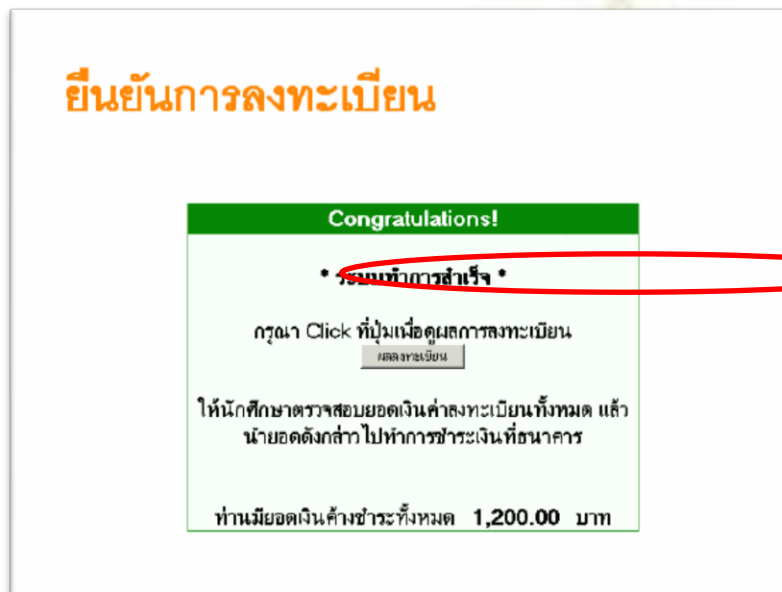 ยืนยันการลงทะเบียน
Congratulations!
* ระบบทำการสำเร็จ *
กรุณา Click ที่ปุ่มเพื่อดูผลการลงทะเบียน
ผลลงทะเบียน
ให้นักศึกษาตรวจสอบยอดเงินค่าลงทะเบียนทั้งหมด แล้ว
นำยอดดังกล่าวไปทำการชำระเงินที่ธนาคาร
ท่านมียอดเงินค้างชำระทั้งหมด 1,200.00 บาท